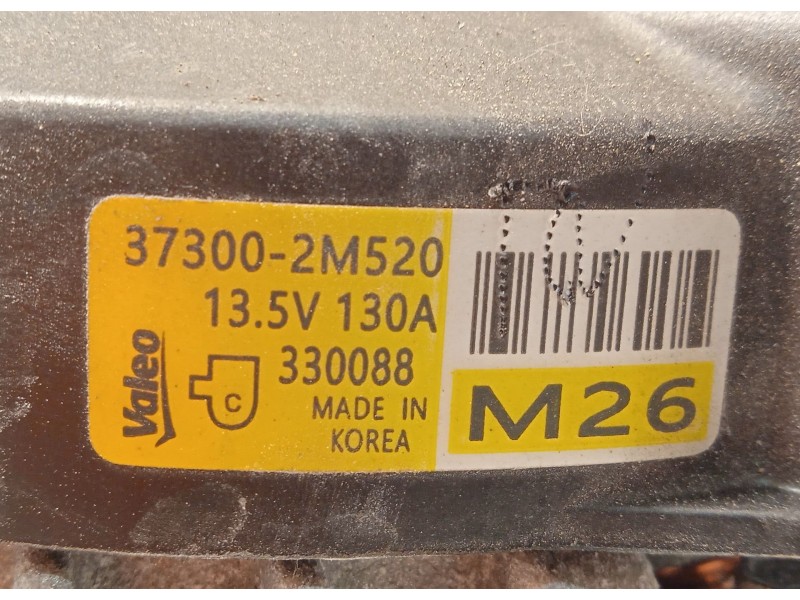 37300-2M520
13.5V 130A
Valeo
C
330088
MADE IN
KOREA
M26